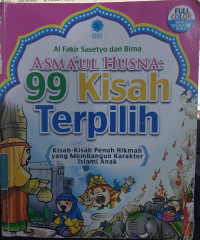 Al Fakir Sasetyo dan Bima
ASMA'UL HUSNA:
99 Kisah
Terpilih
Kisah-Kisah Penuh Hikmah
yang Membangun Karakter
Islami Anak
FULL
COLOR